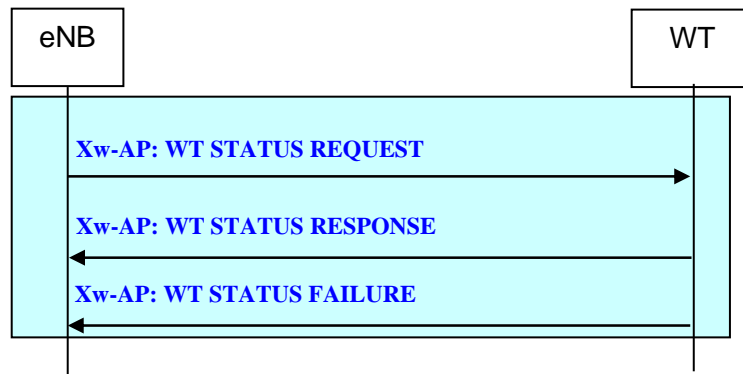 eNB WT
Xw-AP: WT STATUS REQUEST
Xw-AP: WT STATUS RESPONSE
Xw-AP: WT STATUS FAILURE